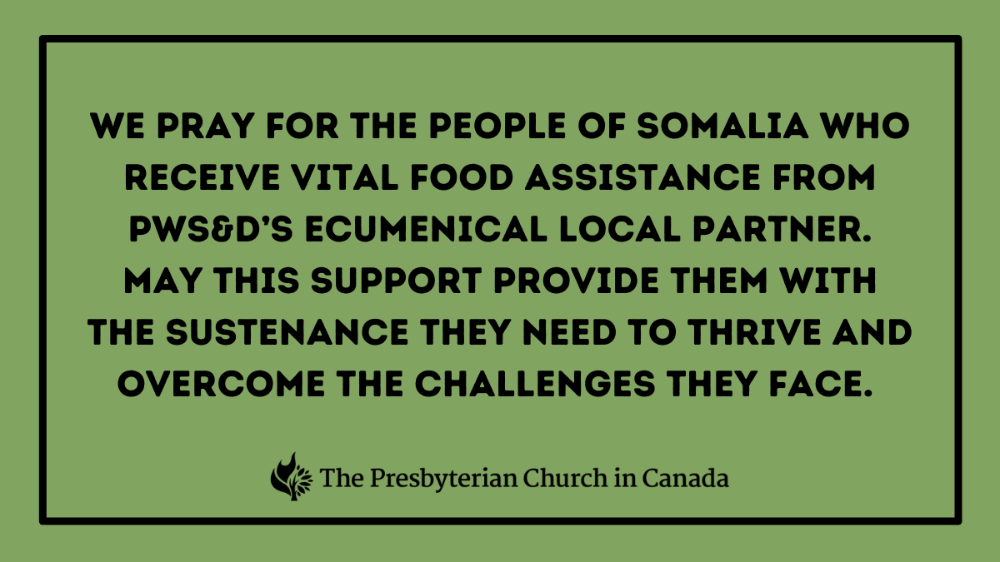 WE PRAY FOR THE PEOPLE OF SOMALIA WHO
RECEIVE VITAL FOOD ASSISTANCE FROM
PWS&D'S ECUMENICAL LOCAL PARTNER.
MAY THIS SUPPORT PROVIDE THEM WITH
THE SUSTENANCE THEY NEED TO THRIVE AND
OVERCOME THE CHALLENGES THEY FACE.
The Presbyterian Church in Canada